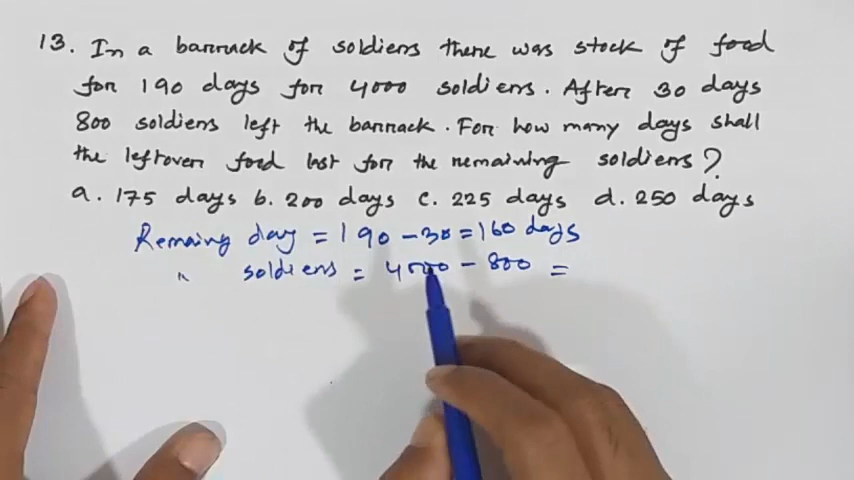 13. In a barrack of soldiers there was stock of food
for 190 days for 4000 soldiers. After 30 days
800 soldiers left the barrack. For how many days shall
the leftover food last for the remaining soldiers?
a. 175 days b. 200 days c. 225 days d. 250 days
Remaing day = 190 - 30 = 160 days
" soldiers = 4000 - 800 =